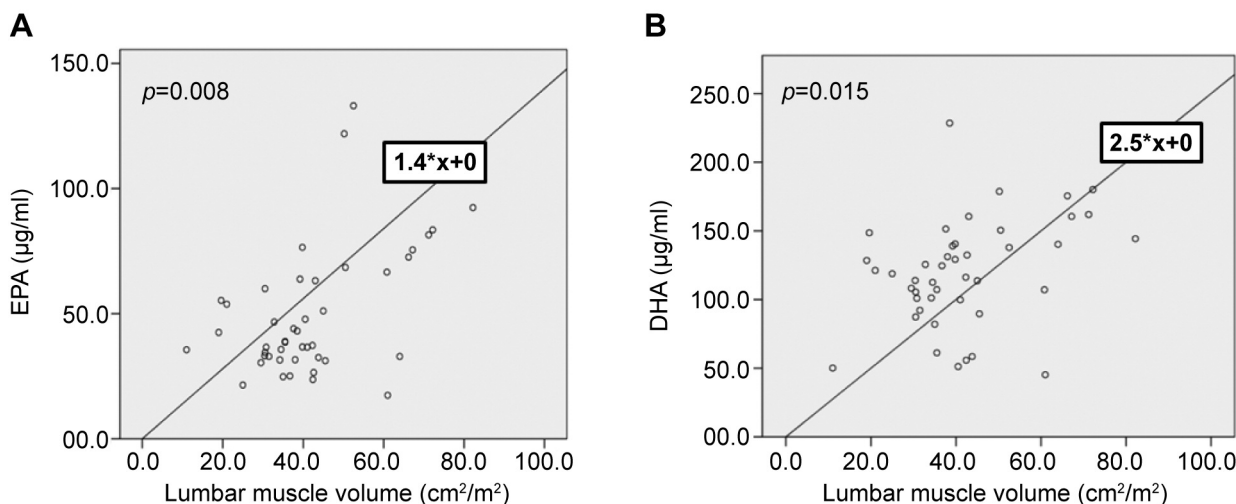 A
150.0
100.0
50.0
00.0
EPA (µg/ml)
p=0.008
1.4*x+0
0.0 20.0 40.0 60.0 80.0 100.0
Lumbar muscle volume (cm²/m²)
B
250.0
200.0
150.0
100.0
50.0
00.0
DHA (µg/ml)
p=0.015
2.5*x+0
0.0 20.0 40.0 60.0 80.0 100.0
Lumbar muscle volume (cm²/m²)